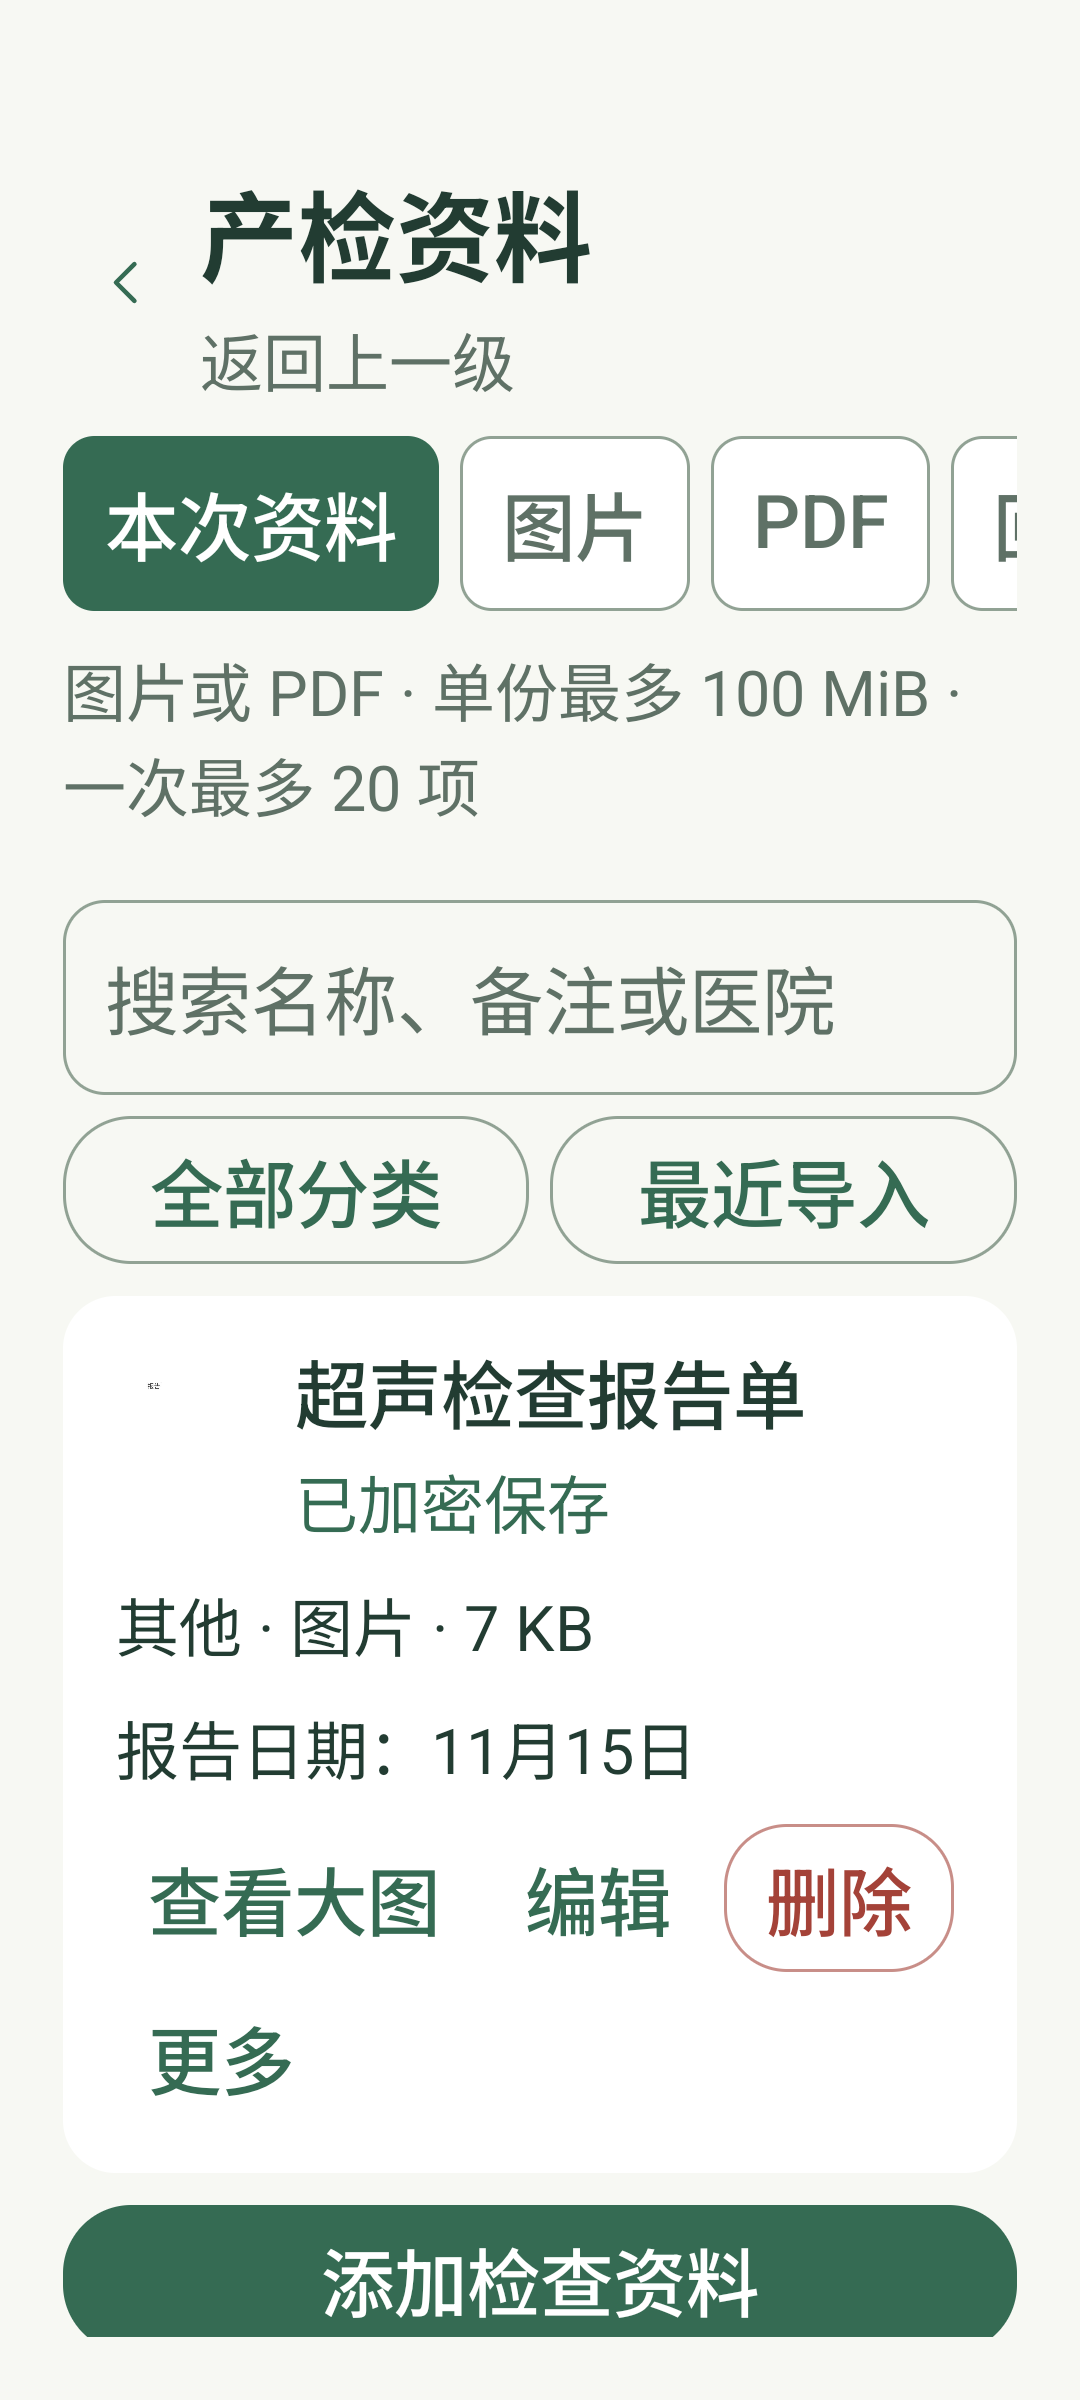 产检资料
返回上一级
本次资料 图片 PDF
图片或 PDF · 单份最多 100 MiB ·
一次最多 20 项
搜索名称、备注或医院
全部分类 最近导入
超声检查报告单
已加密保存
其他 · 图片 · 7 KB
报告日期：11月15日
查看大图 编辑 删除
更多
添加检查资料